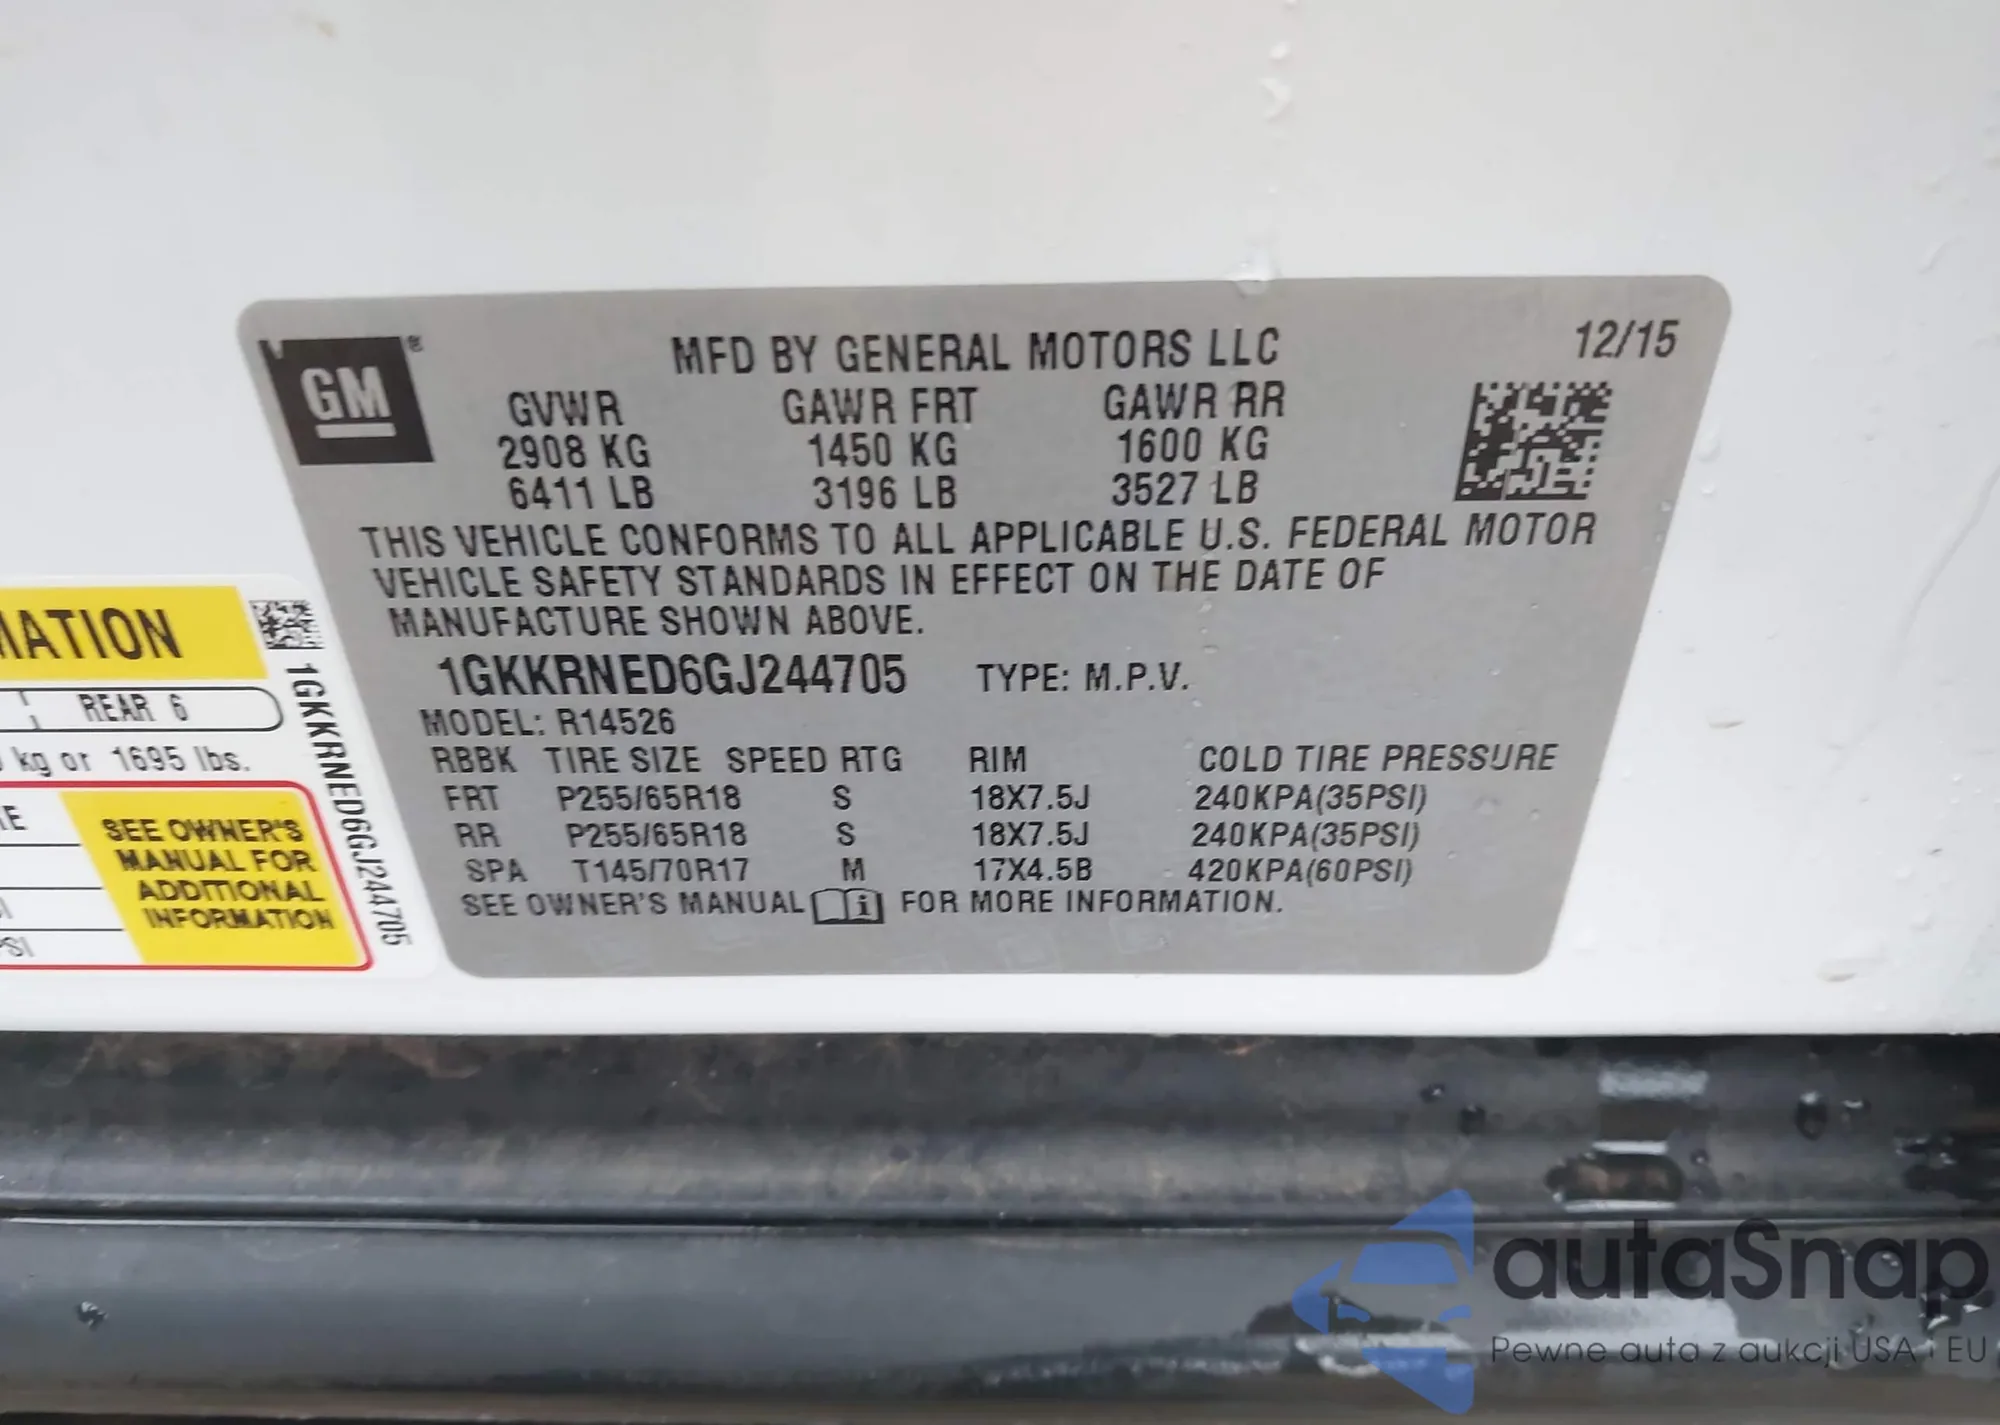 GM ®
MFD BY GENERAL MOTORS LLC 12/15
GVWR GAWR FRT GAWR RR
2908 KG 1450 KG 1600 KG
6411 LB 3196 LB 3527 LB
THIS VEHICLE CONFORMS TO ALL APPLICABLE U.S. FEDERAL MOTOR
VEHICLE SAFETY STANDARDS IN EFFECT ON THE DATE OF
MANUFACTURE SHOWN ABOVE.
1GKKRNED6GJ244705 TYPE: M.P.V.
MODEL: R14526
RBBK TIRE SIZE SPEED RTG RIM COLD TIRE PRESSURE
FRT P255/65R18 S 18X7.5J 240KPA(35PSI)
RR P255/65R18 S 18X7.5J 240KPA(35PSI)
SPA T145/70R17 M 17X4.5B 420KPA(60PSI)
SEE OWNER'S MANUAL i FOR MORE INFORMATION.
MATION
REAR 6
kg or 1695 lbs.
SEE OWNER'S
MANUAL FOR
ADDITIONAL
INFORMATION
PSI
1GKKRNED6GJ244705
autaSnap
Pewne auta z aukcji USA i EU